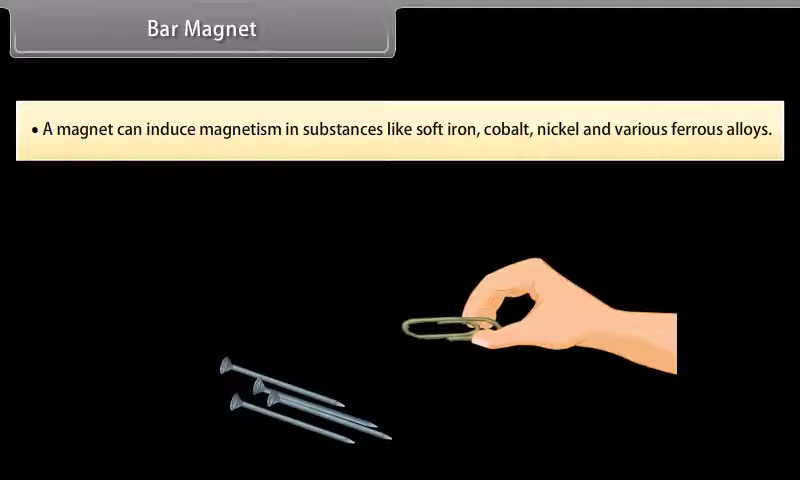 Bar Magnet
• A magnet can induce magnetism in substances like soft iron, cobalt, nickel and various ferrous alloys.